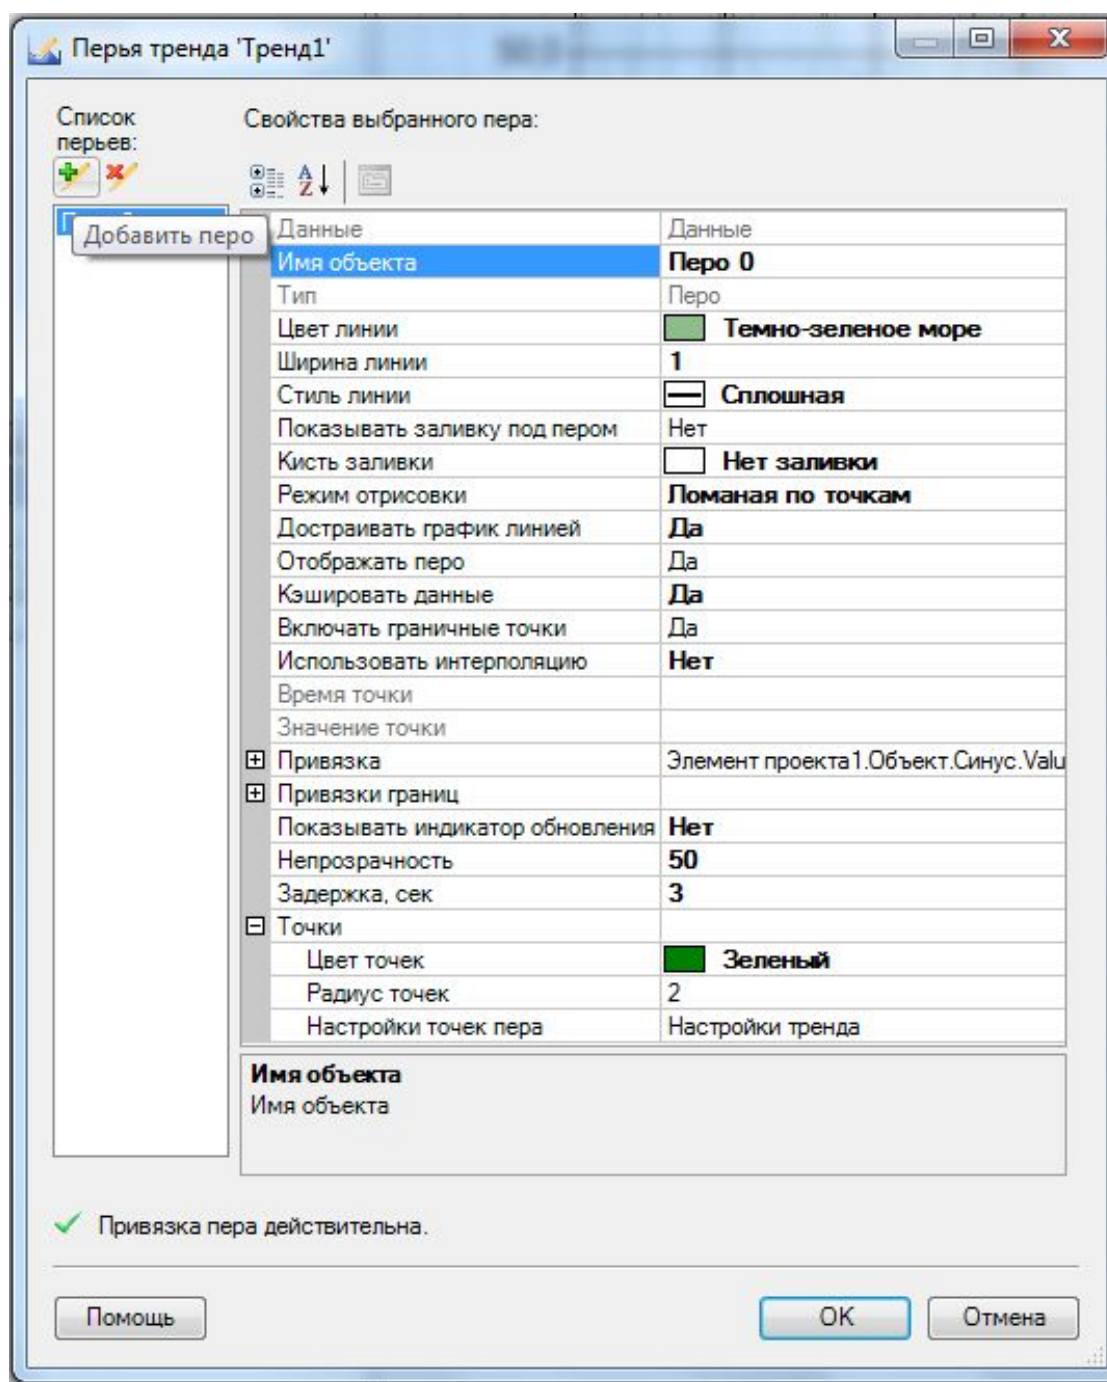 Перья тренда 'Тренд1'
Список
перьев:
Свойства выбранного пера:
Добавить перо
Данные Данные
Имя объекта Перо 0
Тип Перо
Цвет линии Темно-зеленое море
Ширина линии 1
Стиль линии Сплошная
Показывать заливку под пером Нет
Кисть заливки Нет заливки
Режим отрисовки Ломаная по точкам
Достраивать график линией Да
Отображать перо Да
Кэшировать данные Да
Включать граничные точки Да
Использовать интерполяцию Нет
Время точки
Значение точки
Привязка Элемент проекта1.Объект.Синус.Valu
Привязки границ
Показывать индикатор обновления Нет
Непрозрачность 50
Задержка, сек 3
Точки
Цвет точек Зеленый
Радиус точек 2
Настройки точек пера Настройки тренда
Имя объекта
Имя объекта
Привязка пера действительна.
Помощь OK Отмена